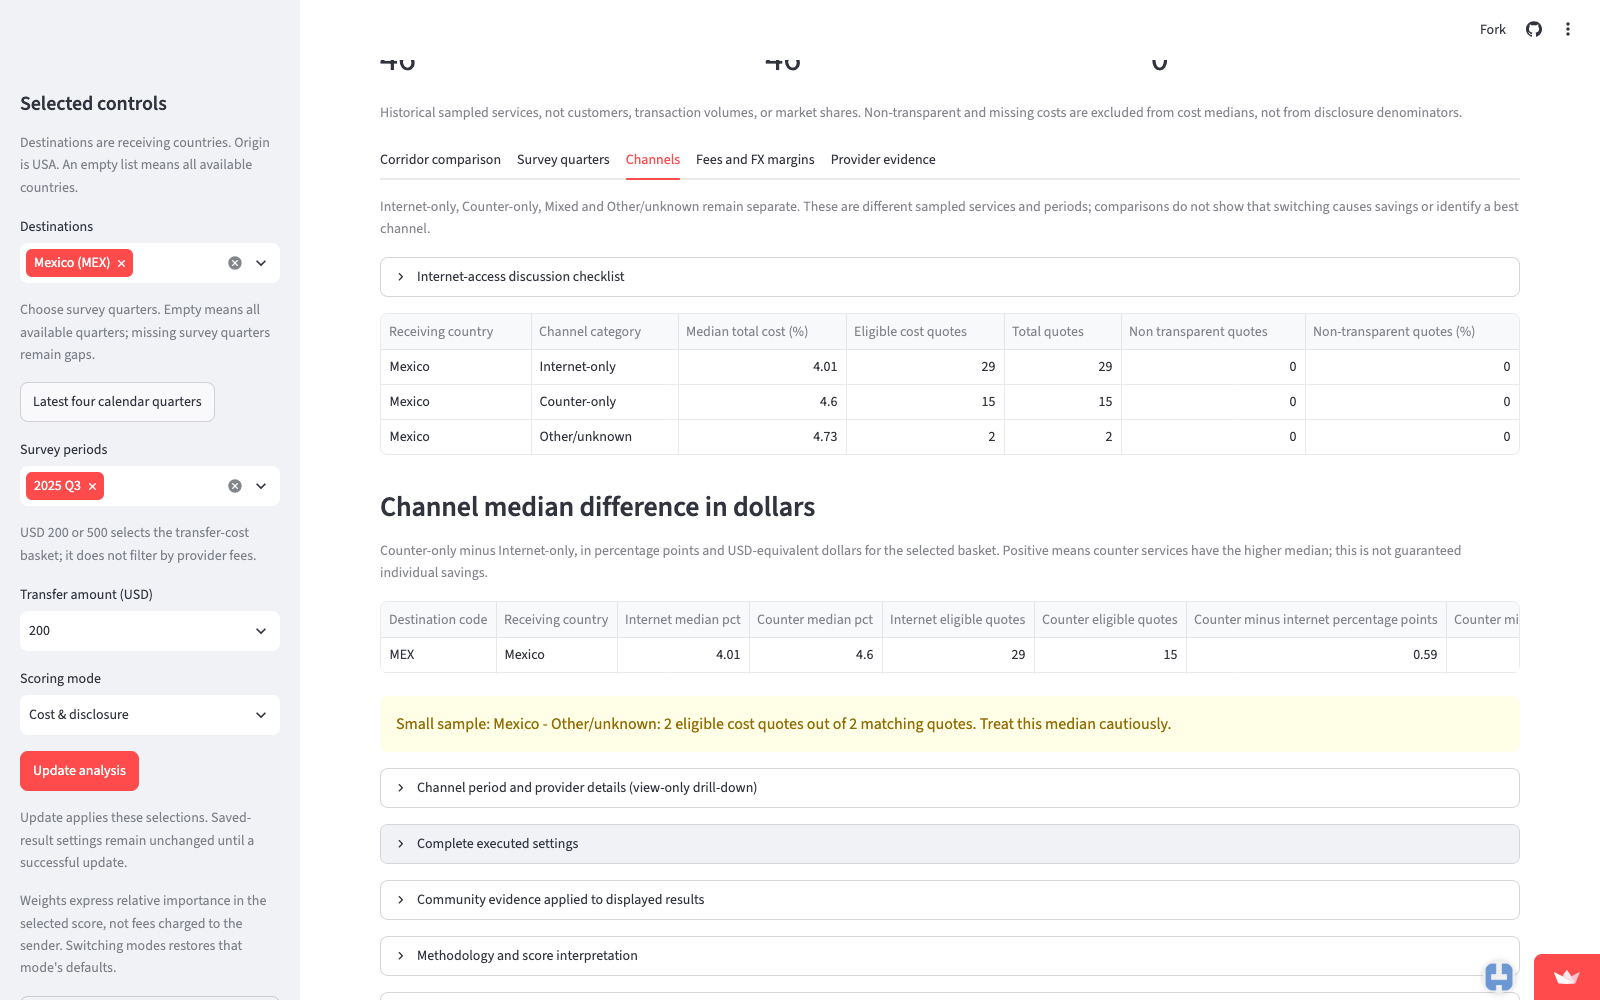 Fork
Selected controls
Destinations are receiving countries. Origin
is USA. An empty list means all available
countries.
Destinations
Mexico (MEX)
Choose survey quarters. Empty means all
available quarters; missing survey quarters
remain gaps.
Latest four calendar quarters
Survey periods
2025 Q3
USD 200 or 500 selects the transfer-cost
basket; it does not filter by provider fees.
Transfer amount (USD)
200
Scoring mode
Cost & disclosure
Update analysis
Update applies these selections. Saved-
result settings remain unchanged until a
successful update.
Weights express relative importance in the
selected score, not fees charged to the
sender. Switching modes restores that
mode's defaults.
46 46 0
Historical sampled services, not customers, transaction volumes, or market shares. Non-transparent and missing costs are excluded from cost medians, not from disclosure denominators.
Corridor comparison Survey quarters Channels Fees and FX margins Provider evidence
Internet-only, Counter-only, Mixed and Other/unknown remain separate. These are different sampled services and periods; comparisons do not show that switching causes savings or identify a best
channel.
Internet-access discussion checklist
Receiving country Channel category Median total cost (%) Eligible cost quotes Total quotes Non transparent quotes Non-transparent quotes (%)
Mexico Internet-only 4.01 29 29 0 0
Mexico Counter-only 4.6 15 15 0 0
Mexico Other/unknown 4.73 2 2 0 0
Channel median difference in dollars
Counter-only minus Internet-only, in percentage points and USD-equivalent dollars for the selected basket. Positive means counter services have the higher median; this is not guaranteed
individual savings.
Destination code Receiving country Internet median pct Counter median pct Internet eligible quotes Counter eligible quotes Counter minus internet percentage points Counter mi
MEX Mexico 4.01 4.6 29 15 0.59
Small sample: Mexico - Other/unknown: 2 eligible cost quotes out of 2 matching quotes. Treat this median cautiously.
Channel period and provider details (view-only drill-down)
Complete executed settings
Community evidence applied to displayed results
Methodology and score interpretation